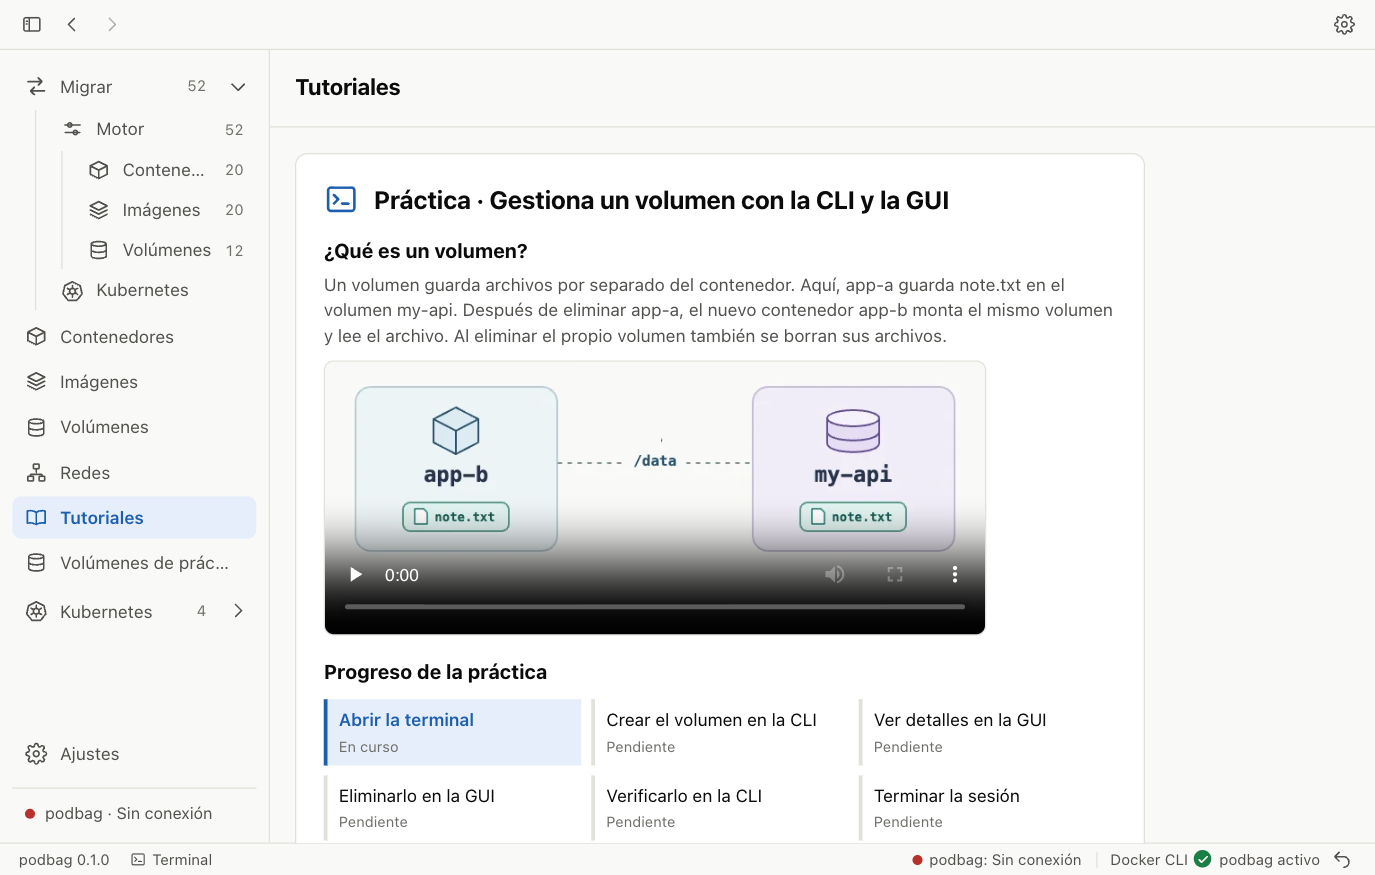 Migrar 52
Motor 52
Contene... 20
Imágenes 20
Volúmenes 12
Kubernetes
Contenedores
Imágenes
Volúmenes
Redes
Tutoriales
Volúmenes de prác...
Kubernetes 4
Ajustes
podbag · Sin conexión
Tutoriales
Práctica · Gestiona un volumen con la CLI y la GUI
¿Qué es un volumen?
Un volumen guarda archivos por separado del contenedor. Aquí, app-a guarda note.txt en el
volumen my-api. Después de eliminar app-a, el nuevo contenedor app-b monta el mismo volumen
y lee el archivo. Al eliminar el propio volumen también se borran sus archivos.
app-b
note.txt
/data
my-api
note.txt
0:00
Progreso de la práctica
Abrir la terminal
En curso
Crear el volumen en la CLI
Pendiente
Ver detalles en la GUI
Pendiente
Eliminarlo en la GUI
Pendiente
Verificarlo en la CLI
Pendiente
Terminar la sesión
Pendiente
podbag 0.1.0 Terminal
podbag: Sin conexión
Docker CLI podbag activo